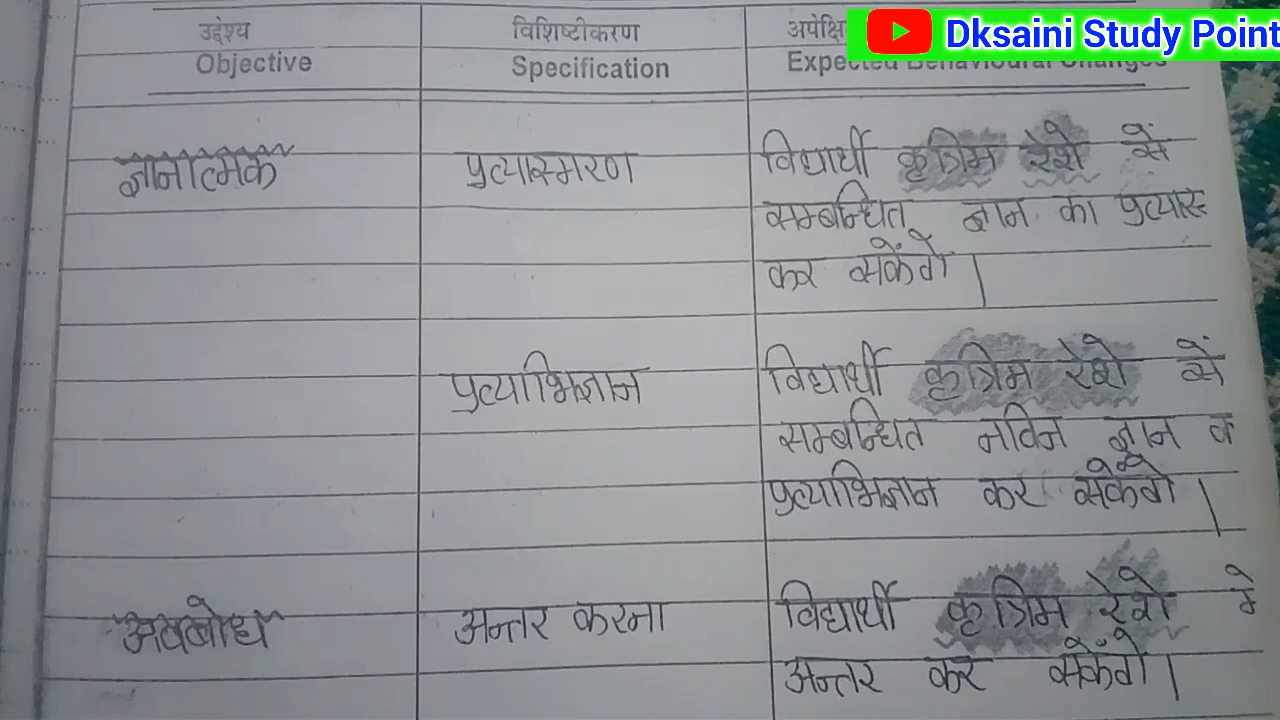 उद्देश्य विशिष्टीकरण अपेक्षि
Dksaini Study Point
Objective Specification Expected Behavioural Changes
ज्ञानात्मक प्रत्यास्मरण विद्यार्थी कृत्रिम रेशे से
सम्बन्धित ज्ञान का प्रत्यास्
कर सकेंगे।
प्रत्याभिज्ञान विद्यार्थी कृत्रिम रेशे से
सम्बन्धित नविन ज्ञान
प्रत्याभिज्ञान कर सकेंगे।
अवबोध अन्तर करना विद्यार्थी कृत्रिम रेशे मे
अन्तर कर सकेंगे।